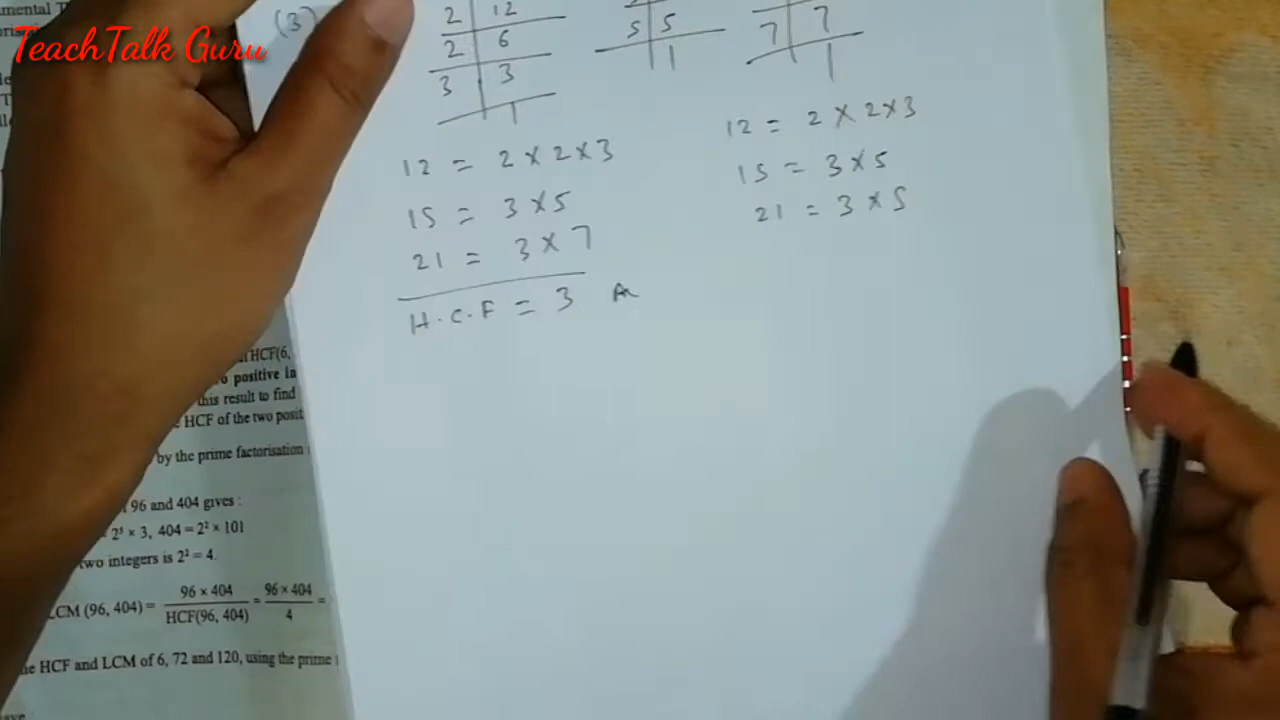 TeachTalk Guru
(3)
2 12
2 6
3 3
1
5 5
1
7 7
1
12 = 2 × 2 × 3
15 = 3 × 5
21 = 3 × 7
H.C.F = 3
12 = 2 × 2 × 3
15 = 3 × 5
21 = 3 × 5
HCF(6,
positive in
this result to find
HCF of the two posit
by the prime factorisation
96 and 404 gives :
2⁵ × 3, 404 = 2² × 101
two integers is 2² = 4.
LCM (96, 404) = 96 × 404 / HCF(96, 404) = 96 × 404 / 4 =
HCF and LCM of 6, 72 and 120, using the prime